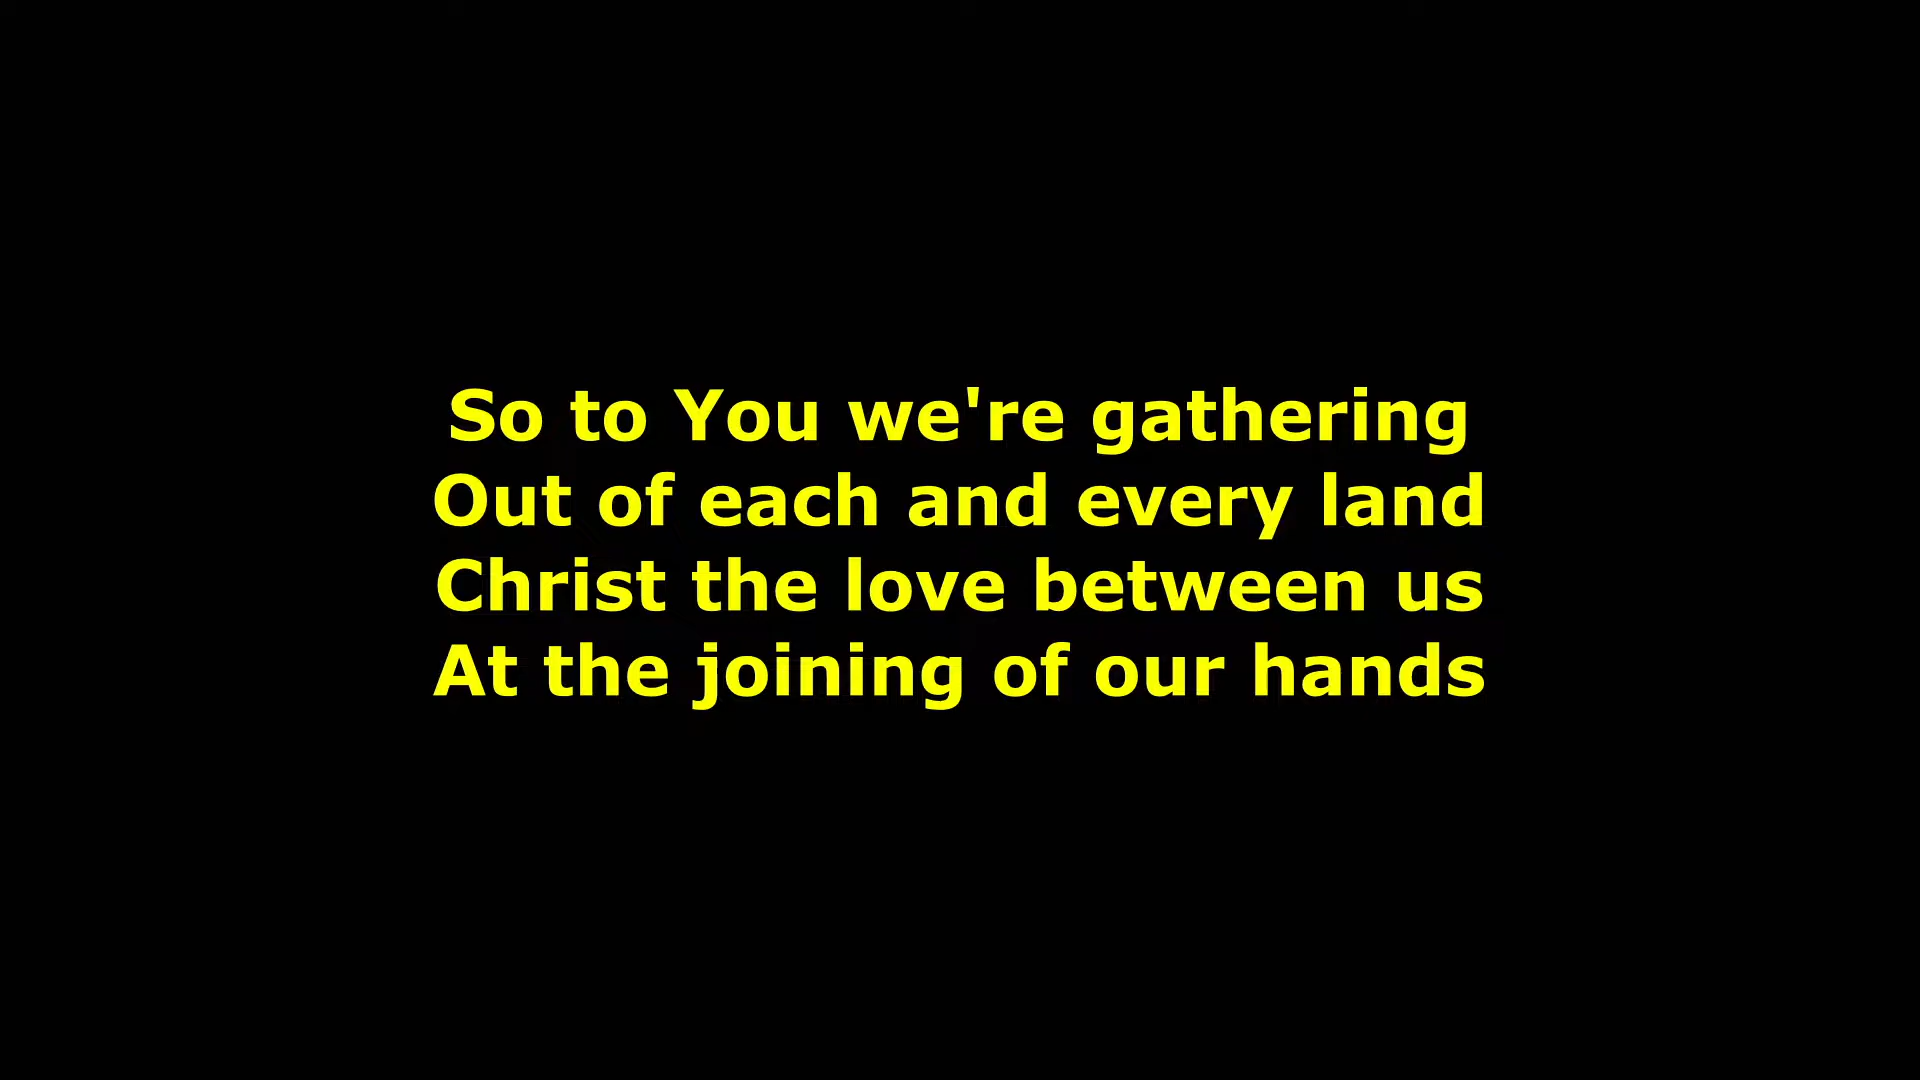 So to You we're gathering
Out of each and every land
Christ the love between us
At the joining of our hands